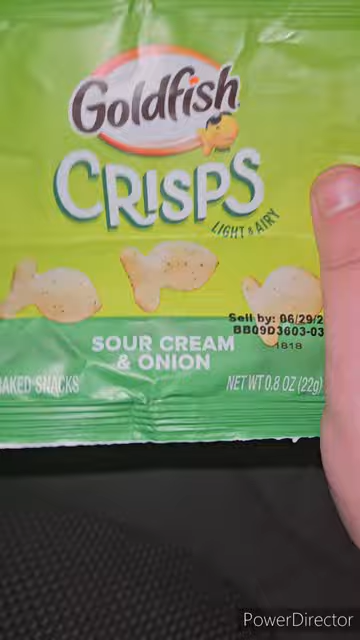 Goldfish
CRISPS
LIGHT & AIRY
Sell by: 06/29/2
BB09D3603-03
1818
SOUR CREAM
& ONION
BAKED SNACKS
NET WT 0.8 OZ (22g)
PowerDirector